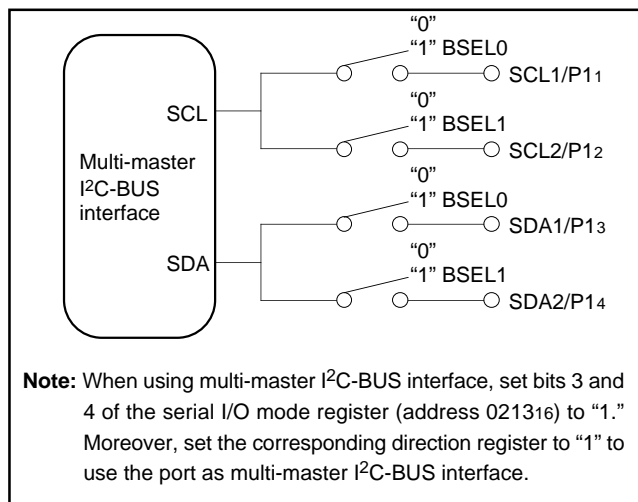 “0”
“1” BSEL0
SCL1/P11
SCL
“0”
“1” BSEL1
SCL2/P12
Multi-master
I2C-BUS
interface
“0”
“1” BSEL0
SDA1/P13
SDA
“0”
“1” BSEL1
SDA2/P14
Note: When using multi-master I2C-BUS interface, set bits 3 and
4 of the serial I/O mode register (address 021316) to “1.”
Moreover, set the corresponding direction register to “1” to
use the port as multi-master I2C-BUS interface.